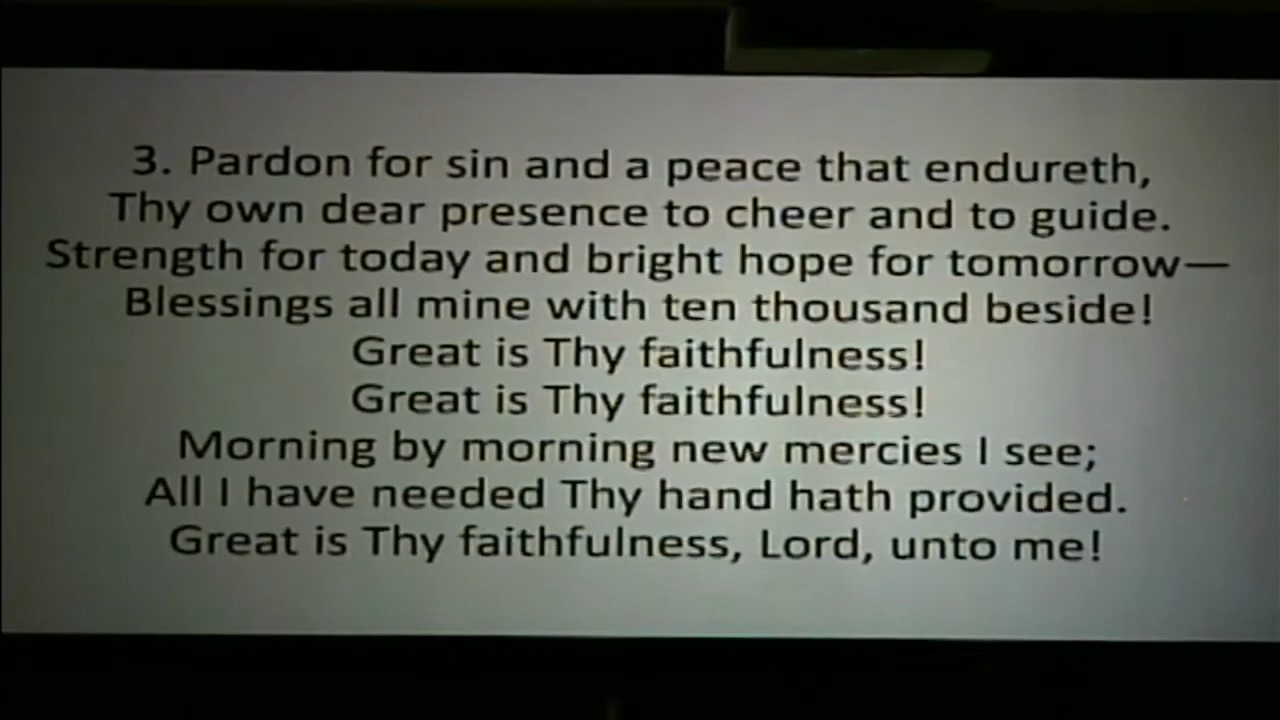 3. Pardon for sin and a peace that endureth,
Thy own dear presence to cheer and to guide.
Strength for today and bright hope for tomorrow—
Blessings all mine with ten thousand beside!
Great is Thy faithfulness!
Great is Thy faithfulness!
Morning by morning new mercies I see;
All I have needed Thy hand hath provided.
Great is Thy faithfulness, Lord, unto me!